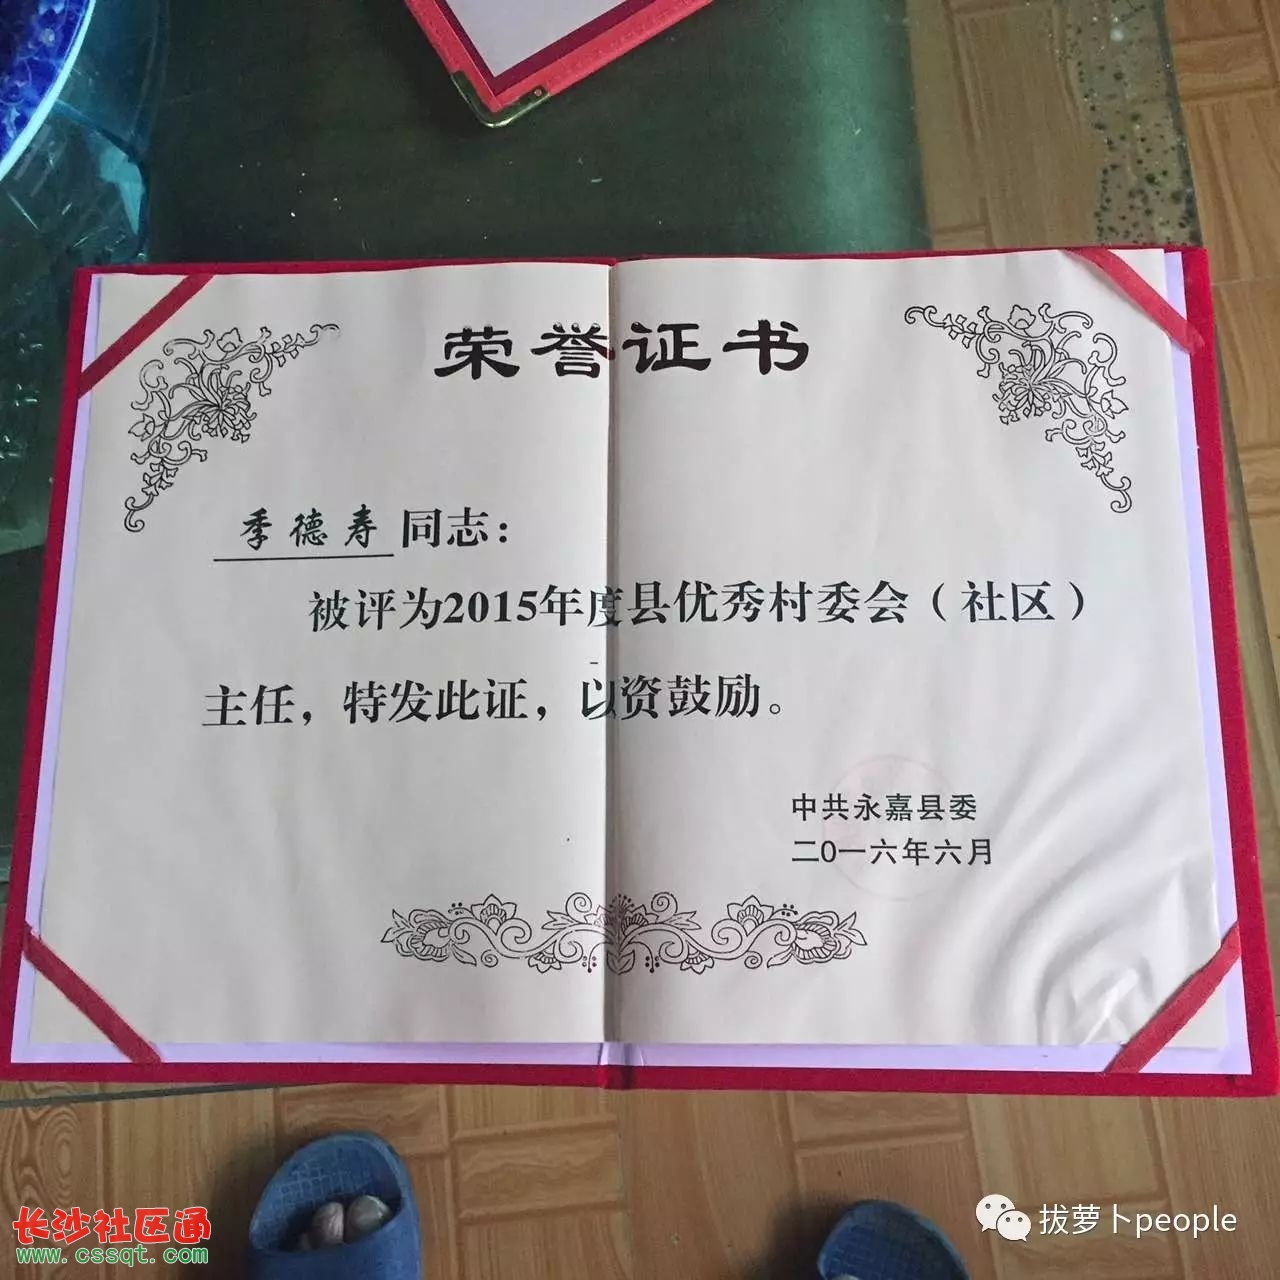 荣誉证书
季德寿同志：
被评为2015年度县优秀村委会（社区）
主任，特发此证，以资鼓励。
中共永嘉县委
二0一六年六月
长沙社区通
www.cssqt.com
拔萝卜people